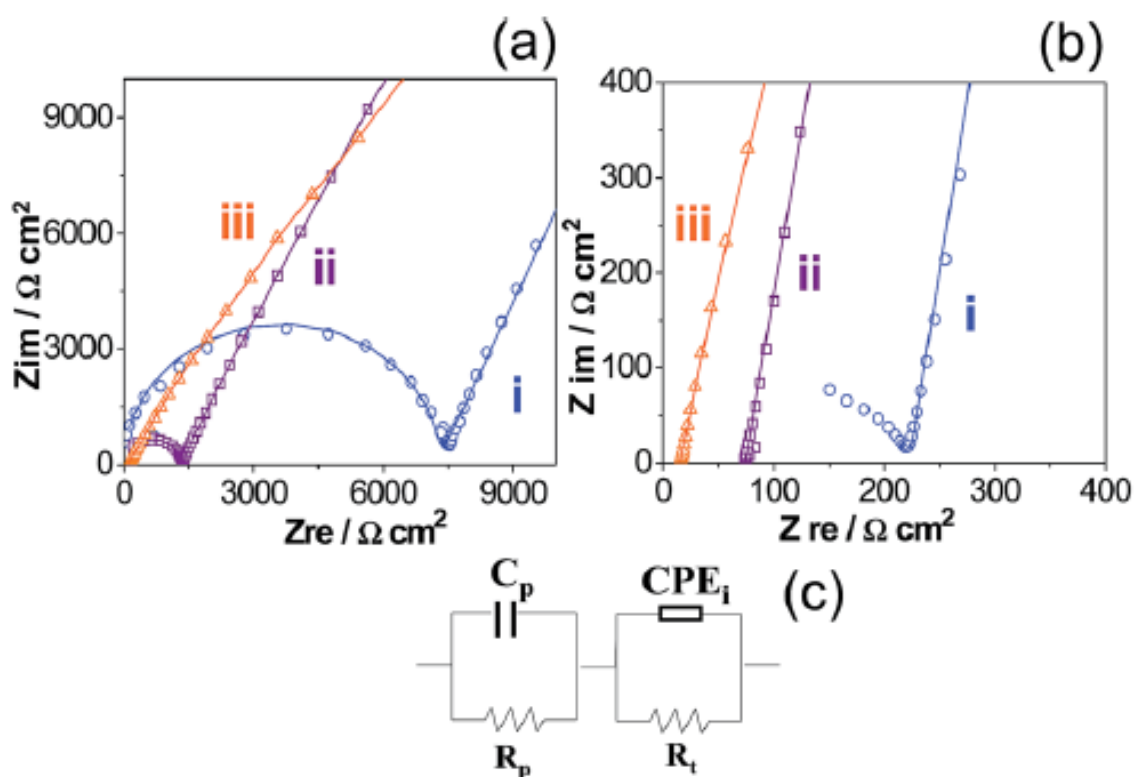 (a)
9000
6000
3000
0
Zim / Ω cm²
iii
ii
i
0 3000 6000 9000
Zre / Ω cm²
(b)
400
300
200
100
0
Z im / Ω cm²
iii
ii
i
0 100 200 300 400
Z re / Ω cm²
(c)
Cp
CPEi
Rp
Rt